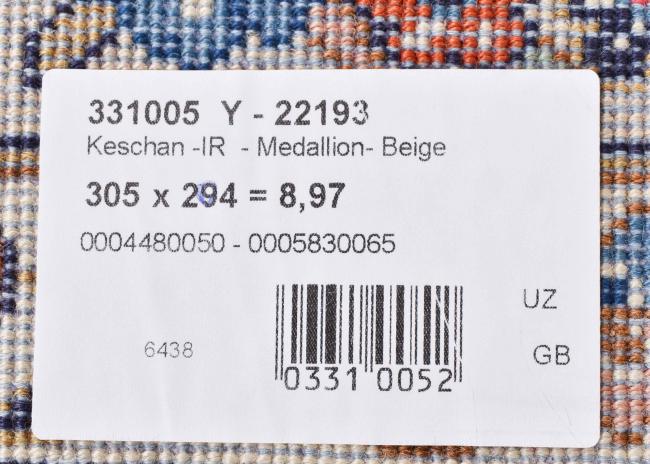 331005 Y - 22193
Keschan -IR - Medallion- Beige
305 x 294 = 8,97
0004480050 - 0005830065
UZ
6438
GB
0331 0052